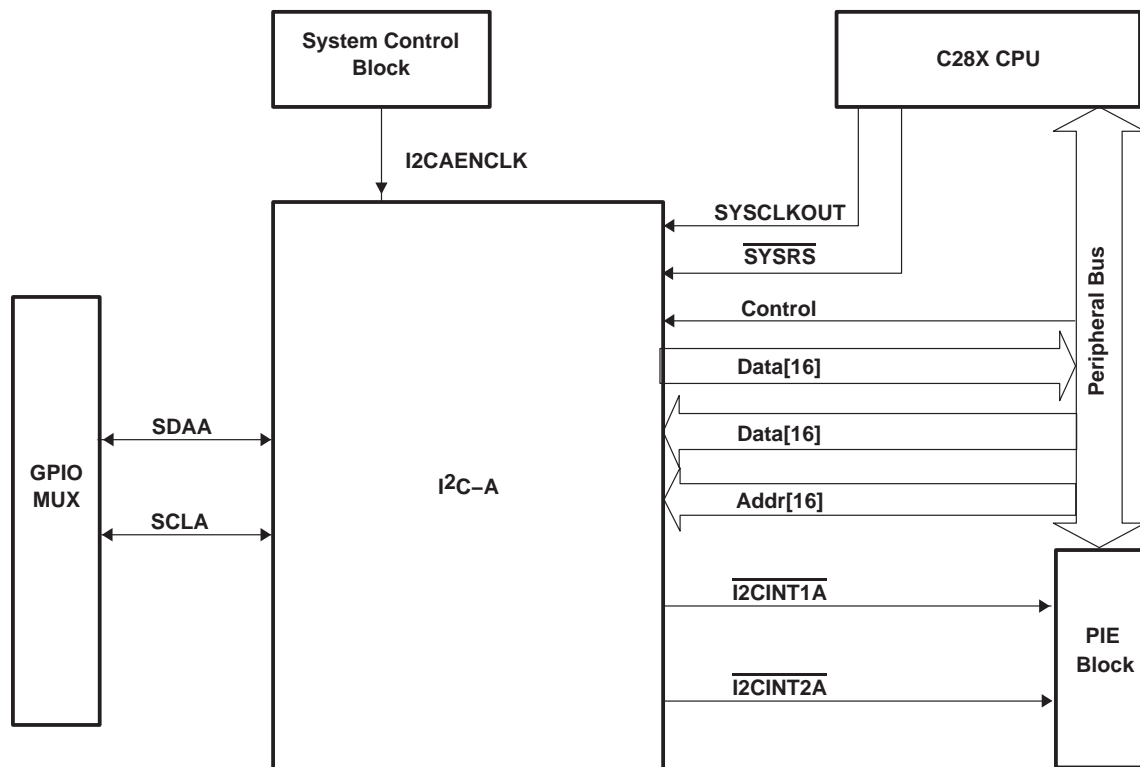 System Control
Block
C28X CPU
I2CAENCLK
SYSCLKOUT
SYSRS
Control
Data[16]
Data[16]
Addr[16]
Peripheral Bus
GPIO
MUX
SDAA
SCLA
I²C–A
I2CINT1A
I2CINT2A
PIE
Block